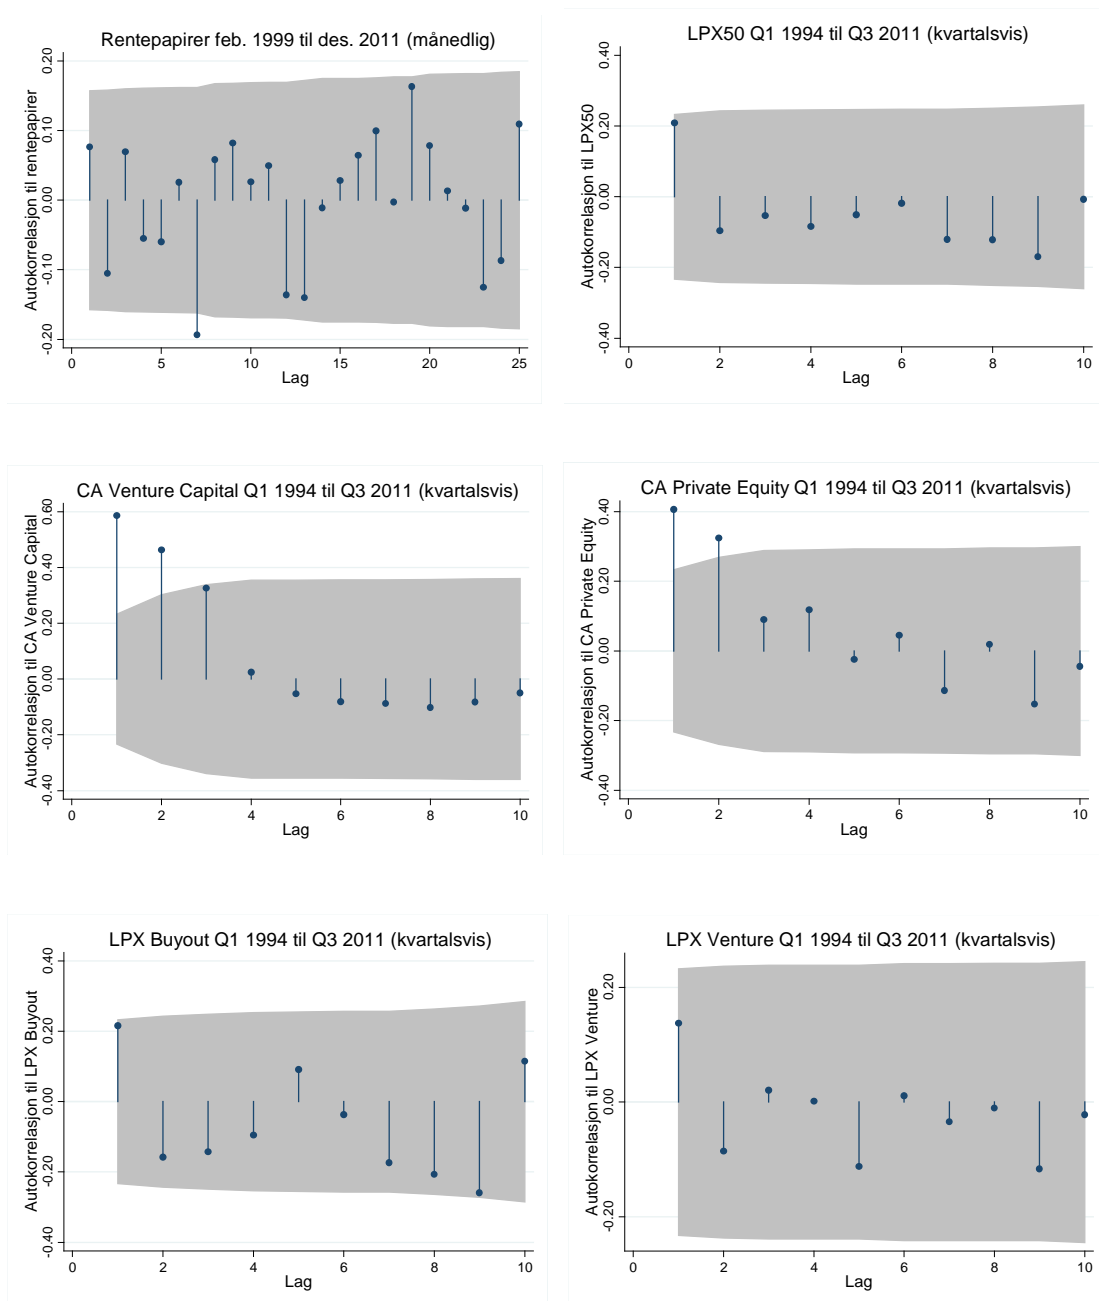 Rentepapirer feb. 1999 til des. 2011 (månedlig)
Autokorrelasjon til rentepapirer
0.20
0.10
0.00
-0.10
-0.20
0 5 10 15 20 25
Lag
LPX50 Q1 1994 til Q3 2011 (kvartalsvis)
Autokorrelasjon til LPX50
0.40
0.20
0.00
-0.20
-0.40
0 2 4 6 8 10
Lag
CA Venture Capital Q1 1994 til Q3 2011 (kvartalsvis)
Autokorrelasjon til CA Venture Capital
0.60
0.40
0.20
0.00
-0.20
-0.40
0 2 4 6 8 10
Lag
CA Private Equity Q1 1994 til Q3 2011 (kvartalsvis)
Autokorrelasjon til CA Private Equity
0.40
0.20
0.00
-0.20
-0.40
0 2 4 6 8 10
Lag
LPX Buyout Q1 1994 til Q3 2011 (kvartalsvis)
Autokorrelasjon til LPX Buyout
0.40
0.20
0.00
-0.20
-0.40
0 2 4 6 8 10
Lag
LPX Venture Q1 1994 til Q3 2011 (kvartalsvis)
Autokorrelasjon til LPX Venture
0.20
0.00
-0.20
0 2 4 6 8 10
Lag